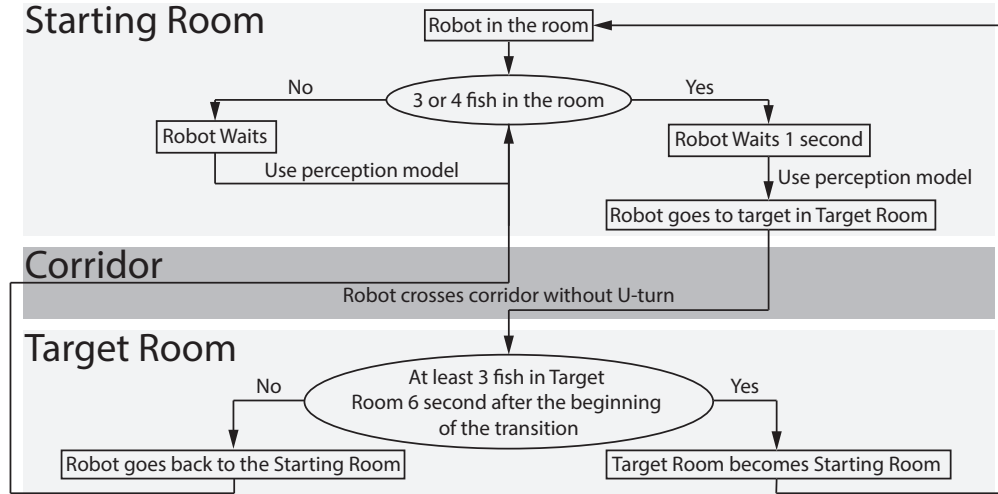 Starting Room
Robot in the room
3 or 4 fish in the room
No
Yes
Robot Waits
Robot Waits 1 second
Use perception model
Use perception model
Robot goes to target in Target Room
Corridor
Robot crosses corridor without U-turn
Target Room
At least 3 fish in Target
Room 6 second after the beginning
of the transition
No
Yes
Robot goes back to the Starting Room
Target Room becomes Starting Room